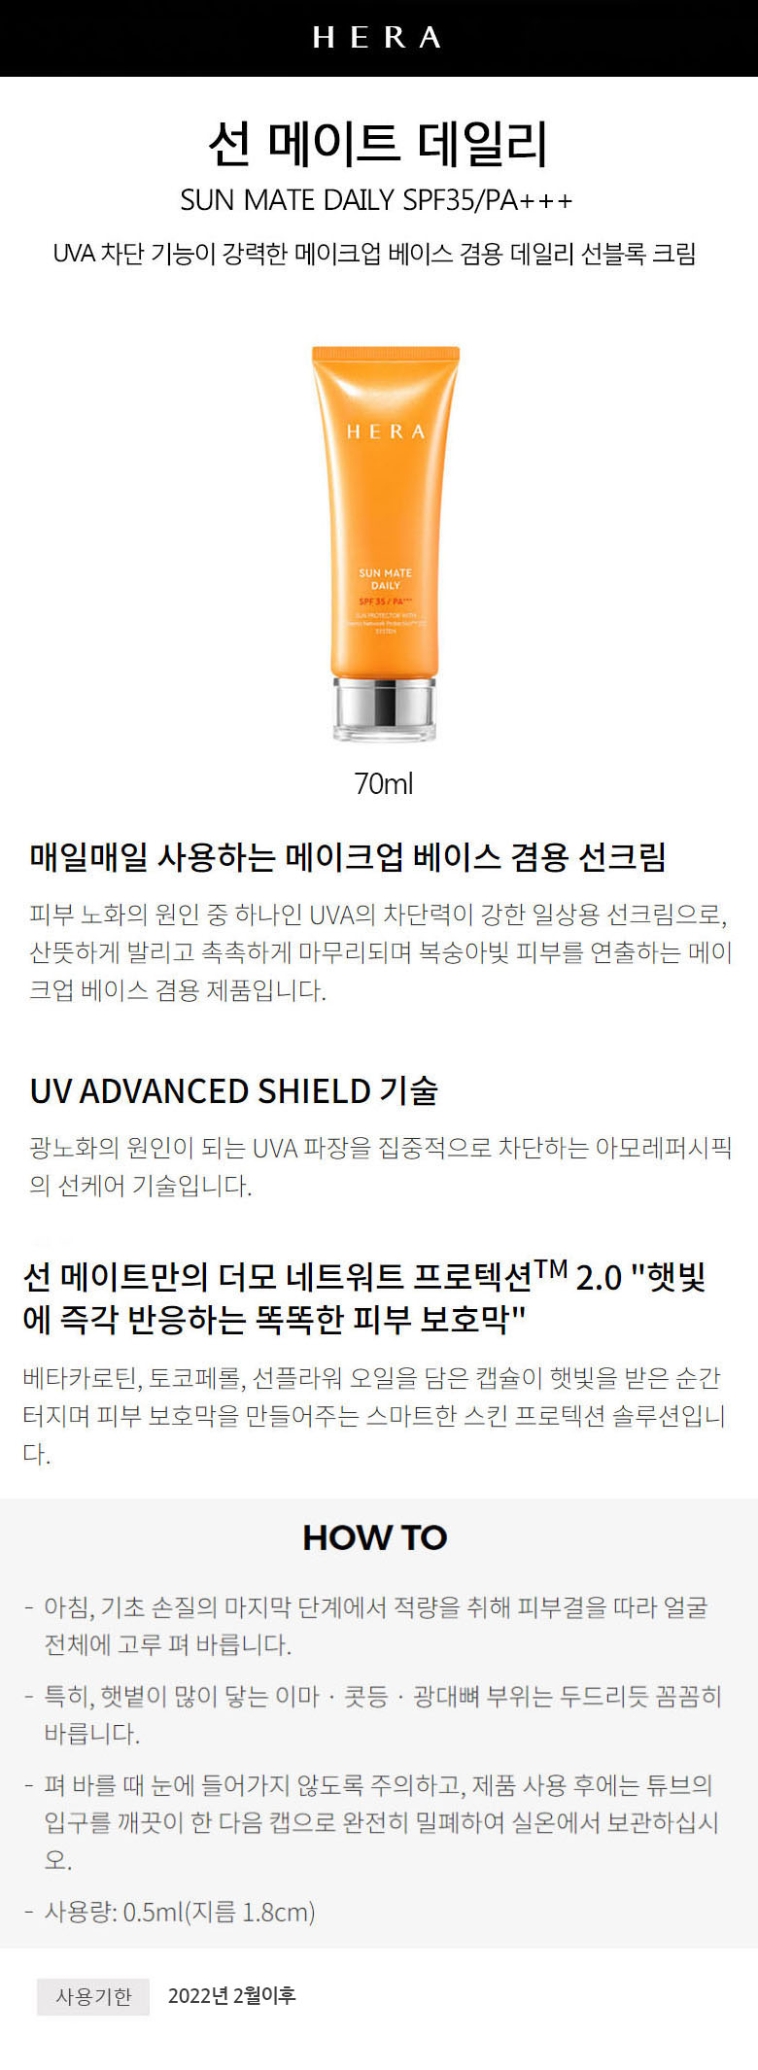 HERA
선 메이트 데일리
SUN MATE DAILY SPF35/PA+++
UVA 차단 기능이 강력한 메이크업 베이스 겸용 데일리 선블록 크림
HERA
SUN MATE
DAILY
SPF 35 / PA+++
SUN PROTECTOR WITH
SYSTEM
70ml
매일매일 사용하는 메이크업 베이스 겸용 선크림
피부 노화의 원인 중 하나인 UVA의 차단력이 강한 일상용 선크림으로,
산뜻하게 발리고 촉촉하게 마무리되며 복숭아빛 피부를 연출하는 메이
크업 베이스 겸용 제품입니다.
UV ADVANCED SHIELD 기술
광노화의 원인이 되는 UVA 파장을 집중적으로 차단하는 아모레퍼시픽
의 선케어 기술입니다.
선 메이트만의 더모 네트워트 프로텍션TM 2.0 "햇빛
에 즉각 반응하는 똑똑한 피부 보호막"
베타카로틴, 토코페롤, 선플라워 오일을 담은 캡슐이 햇빛을 받은 순간
터지며 피부 보호막을 만들어주는 스마트한 스킨 프로텍션 솔루션입니
다.
HOW TO
- 아침, 기초 손질의 마지막 단계에서 적량을 취해 피부결을 따라 얼굴
전체에 고루 펴 바릅니다.
- 특히, 햇볕이 많이 닿는 이마 · 콧등 · 광대뼈 부위는 두드리듯 꼼꼼히
바릅니다.
- 펴 바를 때 눈에 들어가지 않도록 주의하고, 제품 사용 후에는 튜브의
입구를 깨끗이 한 다음 캡으로 완전히 밀폐하여 실온에서 보관하십시
오.
- 사용량: 0.5ml(지름 1.8cm)
사용기한 2022년 2월이후